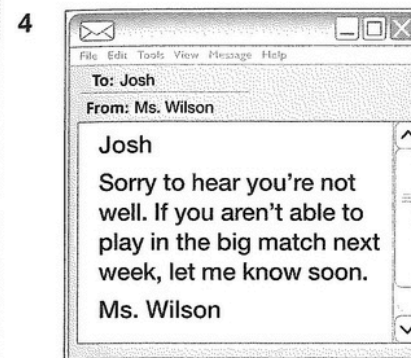 4
File Edit Tools View Message Help
To: Josh
From: Ms. Wilson
Josh
Sorry to hear you're not
well. If you aren't able to
play in the big match next
week, let me know soon.
Ms. Wilson